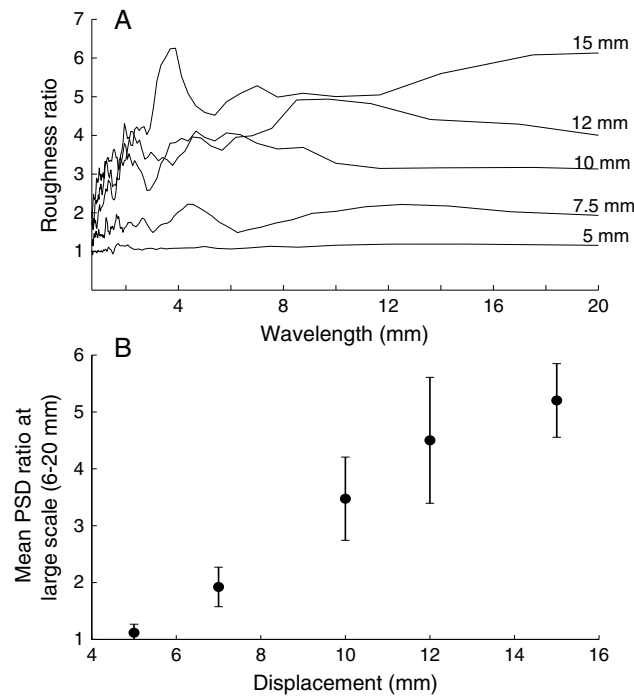 A
7
6
5
4
3
2
1
Roughness ratio
15 mm
12 mm
10 mm
7.5 mm
5 mm
4 8 12 16 20
Wavelength (mm)
B
6
5
4
3
2
1
Mean PSD ratio at
large scale (6-20 mm)
4 6 8 10 12 14 16
Displacement (mm)